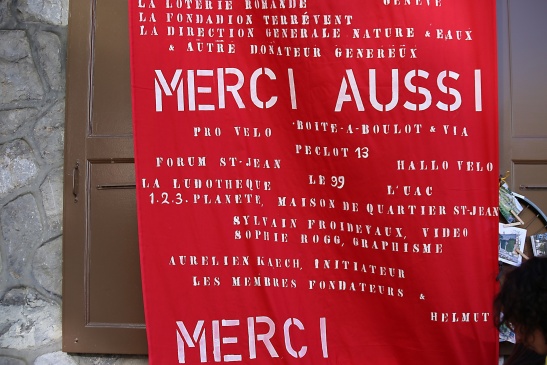 LA LOTERIE ROMANDE GENEVE
LA FONDATION TERRÉVENT
LA DIRECTION GENERALE NATURE & EAUX
& AUTRE DONATEUR GENEREUX
MERCI AUSSI
PRO VELO BOITE-A-BOULOT & VIA
PECLOT 13
FORUM ST-JEAN HALLO VELO
LA LUDOTHEQUE LE 99 L'UAC
1.2.3. PLANETE, MAISON DE QUARTIER ST-JEAN
SYLVAIN FROIDEVAUX, VIDEO
SOPHIE ROGG, GRAPHISME
AURELIEN KAECH, INITIATEUR
LES MEMBRES FONDATEURS &
HELMUT
MERCI